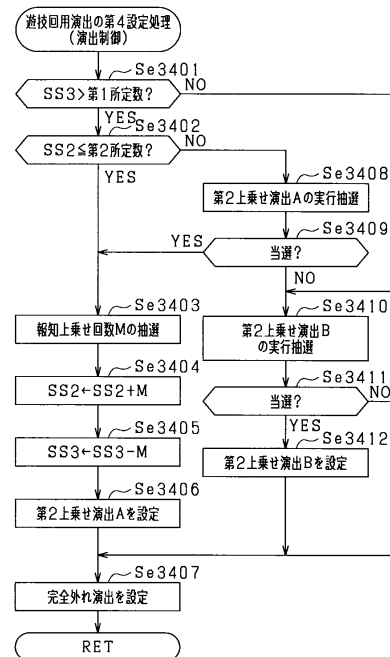 遊技回用演出の第4設定処理
(演出制御)
Se3401
SS3>第1所定数?
NO
YES
Se3402
SS2≦第2所定数?
NO
YES
Se3408
第2上乗せ演出Aの実行抽選
Se3409
当選?
YES
NO
Se3403
報知上乗せ回数Mの抽選
Se3410
第2上乗せ演出B
の実行抽選
Se3404
SS2←SS2+M
Se3411
当選?
NO
YES
Se3405
SS3←SS3-M
Se3412
第2上乗せ演出Bを設定
Se3406
第2上乗せ演出Aを設定
Se3407
完全外れ演出を設定
RET